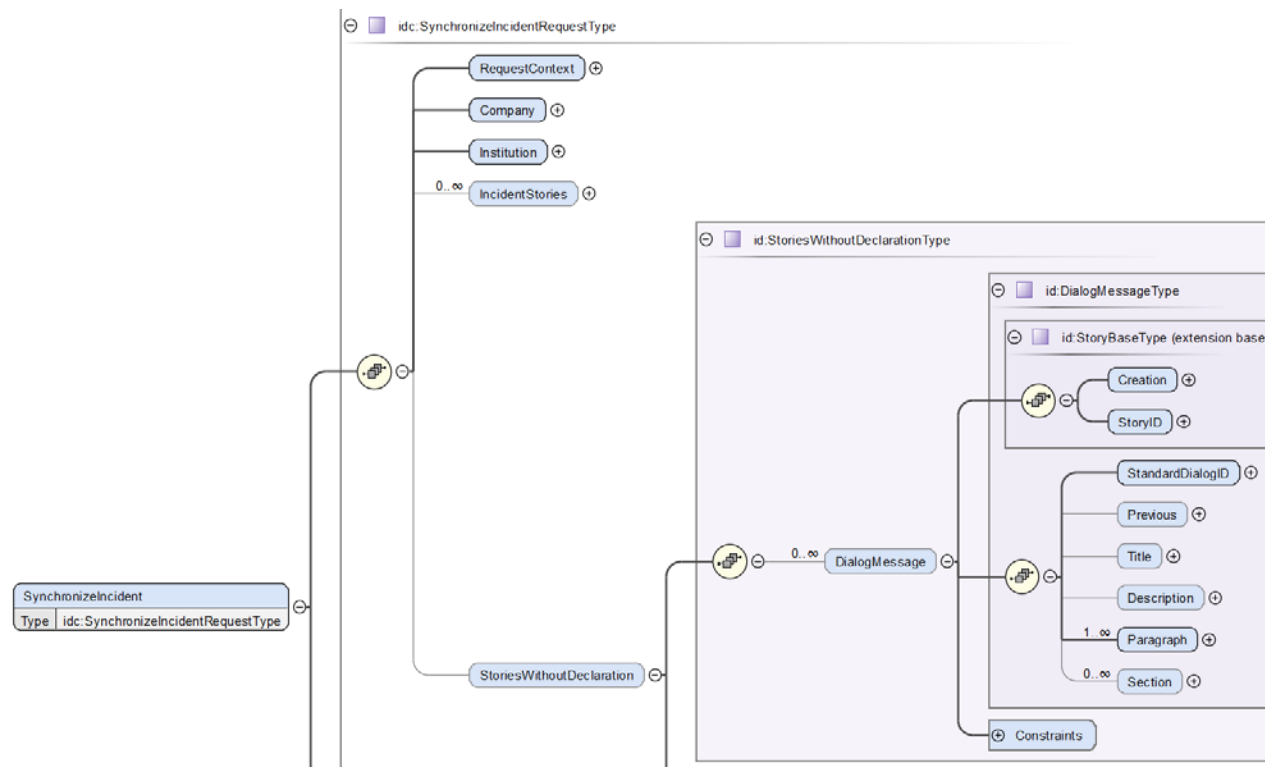 idc:SynchronizeIncidentRequestType
RequestContext
Company
Institution
0..∞
IncidentStories
id:StoriesWithoutDeclarationType
id:DialogMessageType
id:StoryBaseType (extension base
Creation
StoryID
StandardDialogID
Previous
0..∞
DialogMessage
Title
Description
SynchronizeIncident
Type idc:SynchronizeIncidentRequestType
1..∞
Paragraph
StoriesWithoutDeclaration
0..∞
Section
Constraints